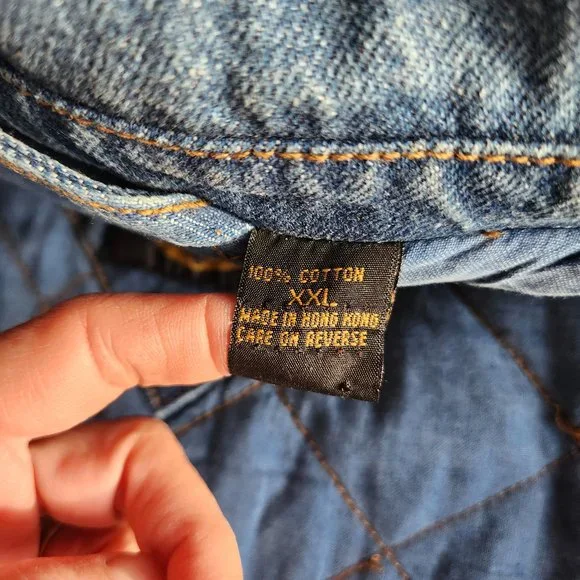 100% COTTON
XXL
MADE IN HONG KONG
CARE ON REVERSE